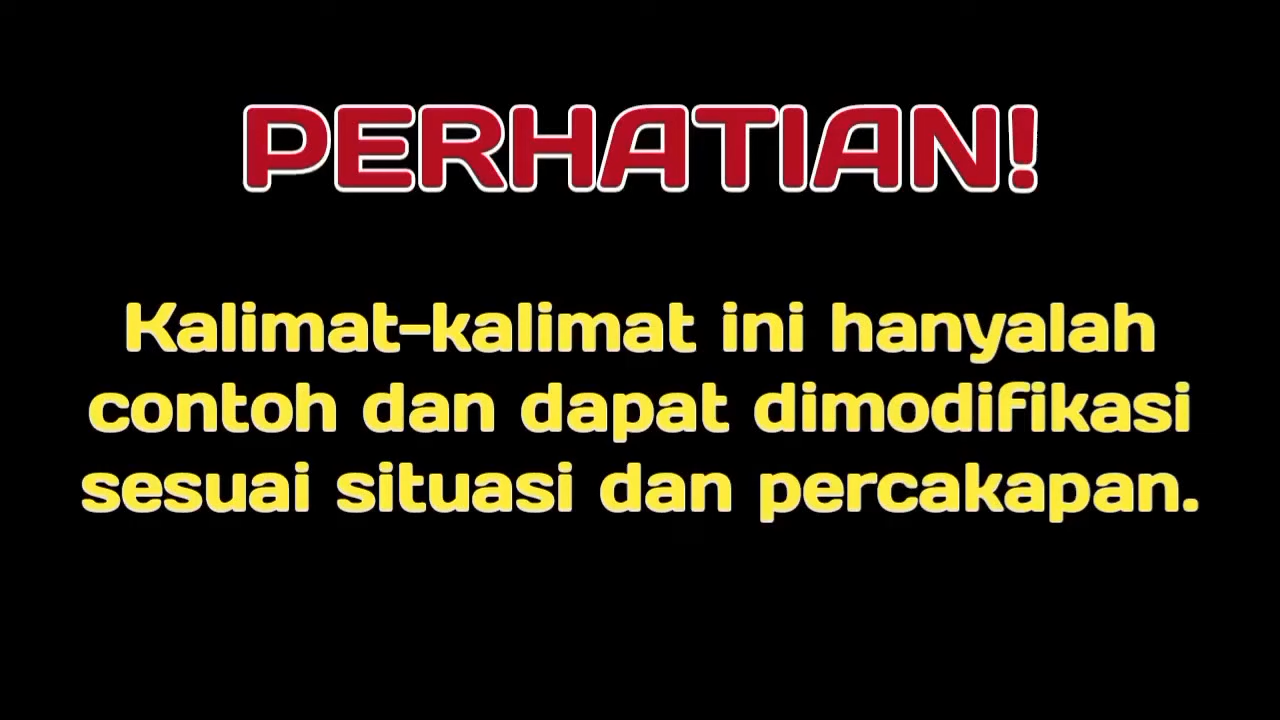 PERHATIAN!
Kalimat-kalimat ini hanyalah
contoh dan dapat dimodifikasi
sesuai situasi dan percakapan.